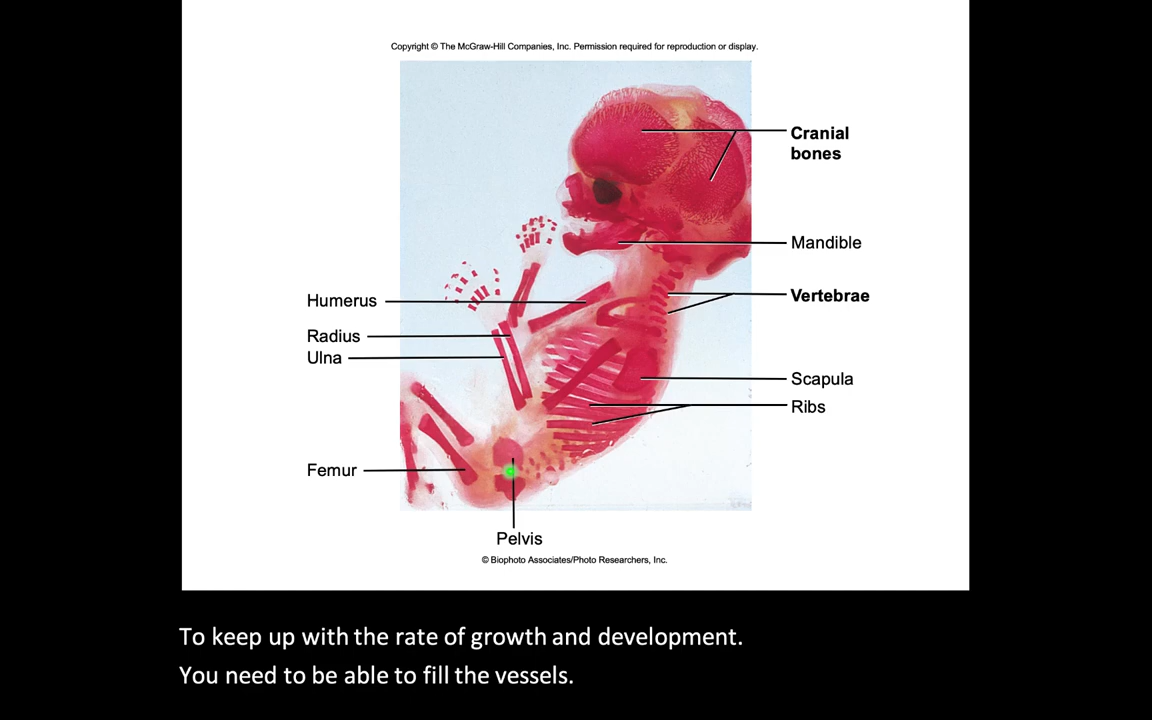 Copyright © The McGraw-Hill Companies, Inc. Permission required for reproduction or display.
Cranial
bones
Mandible
Vertebrae
Humerus
Radius
Ulna
Scapula
Ribs
Femur
Pelvis
© Biophoto Associates/Photo Researchers, Inc.
To keep up with the rate of growth and development.
You need to be able to fill the vessels.